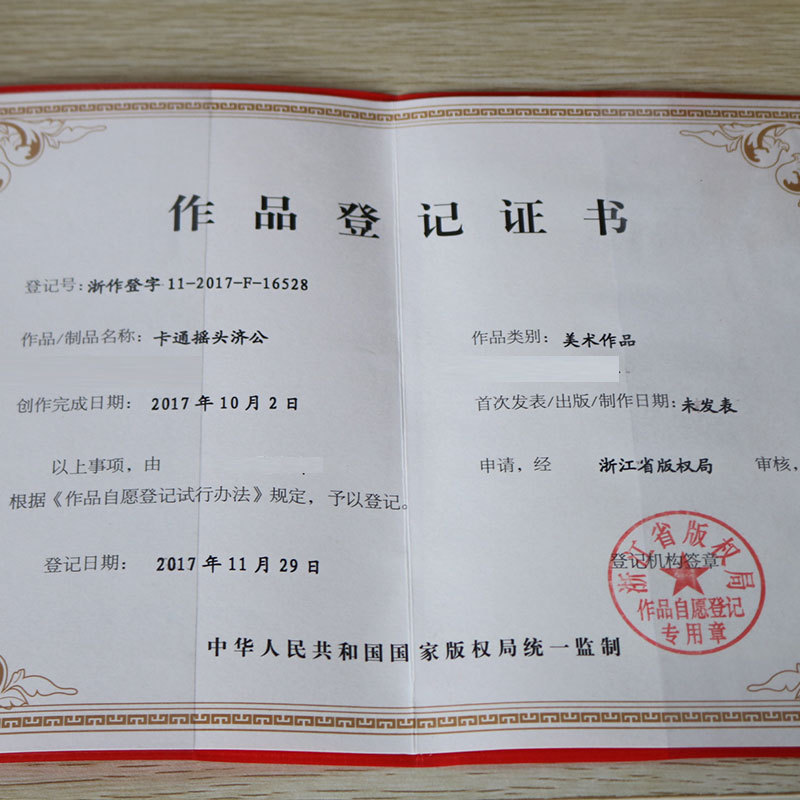 作品登记证书
登记号:浙作登字 11-2017-F-16528
作品/制品名称: 卡通摇头济公 作品类别: 美术作品
创作完成日期: 2017 年 10 月 2 日 首次发表/出版/制作日期: 未发表
以上事项, 由 申请, 经 浙江省版权局 审核,
根据《作品自愿登记试行办法》规定, 予以登记。
登记日期: 2017 年 11 月 29 日 登记机构签章
浙江省版权局
作品自愿登记
专用章
中华人民共和国国家版权局统一监制